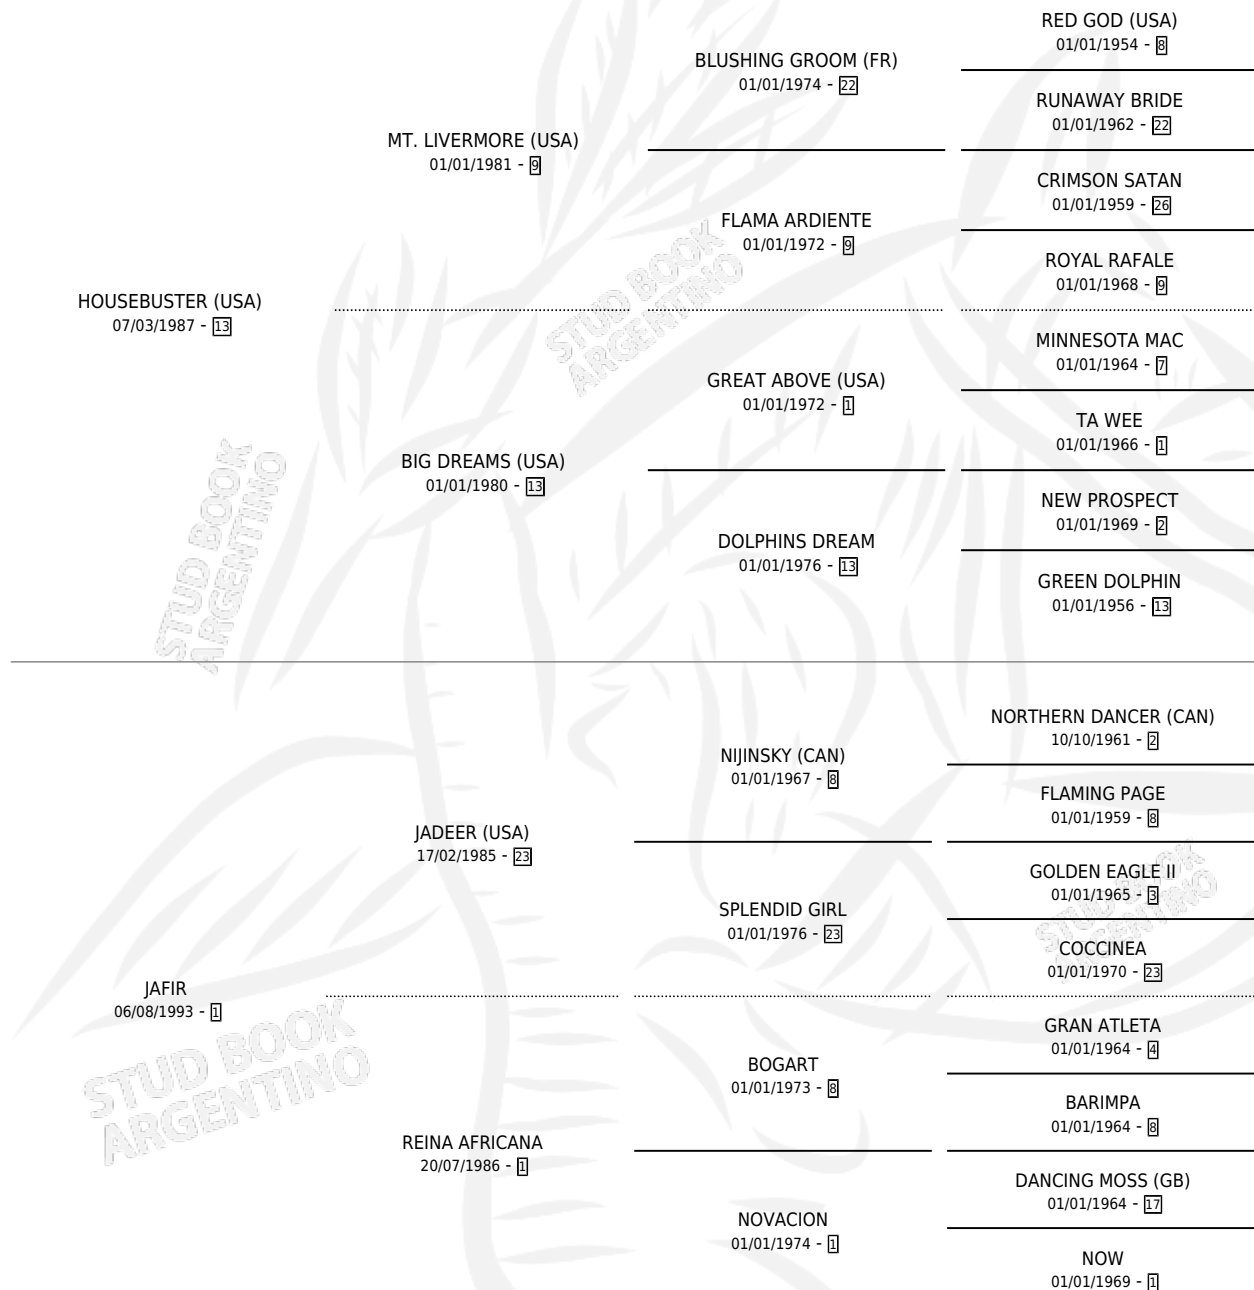 RED GOD (USA)
01/01/1954 - 8
BLUSHING GROOM (FR)
01/01/1974 - 22
RUNAWAY BRIDE
01/01/1962 - 22
MT. LIVERMORE (USA)
01/01/1981 - 9
CRIMSON SATAN
01/01/1959 - 26
FLAMA ARDIENTE
01/01/1972 - 9
ROYAL RAFALE
01/01/1968 - 9
HOUSEBUSTER (USA)
07/03/1987 - 13
STUD BOOK
ARGENTINO
MINNESOTA MAC
01/01/1964 - 7
GREAT ABOVE (USA)
01/01/1972 - 1
TA WEE
01/01/1966 - 1
BIG DREAMS (USA)
01/01/1980 - 13
NEW PROSPECT
01/01/1969 - 2
DOLPHINS DREAM
01/01/1976 - 13
GREEN DOLPHIN
01/01/1956 - 13
STUD BOOK
ARGENTINO
NORTHERN DANCER (CAN)
10/10/1961 - 2
NIJINSKY (CAN)
01/01/1967 - 8
FLAMING PAGE
01/01/1959 - 8
JADEER (USA)
17/02/1985 - 23
GOLDEN EAGLE II
01/01/1965 - 3
SPLENDID GIRL
01/01/1976 - 23
STUD BOOK
ARGENTINO
COCCINEA
01/01/1970 - 23
JAFIR
06/08/1993 - 1
GRAN ATLETA
01/01/1964 - 4
BOGART
01/01/1973 - 8
BARIMPA
01/01/1964 - 8
STUD BOOK
ARGENTINO
REINA AFRICANA
20/07/1986 - 1
DANCING MOSS (GB)
01/01/1964 - 17
NOVACION
01/01/1974 - 1
NOW
01/01/1969 - 1